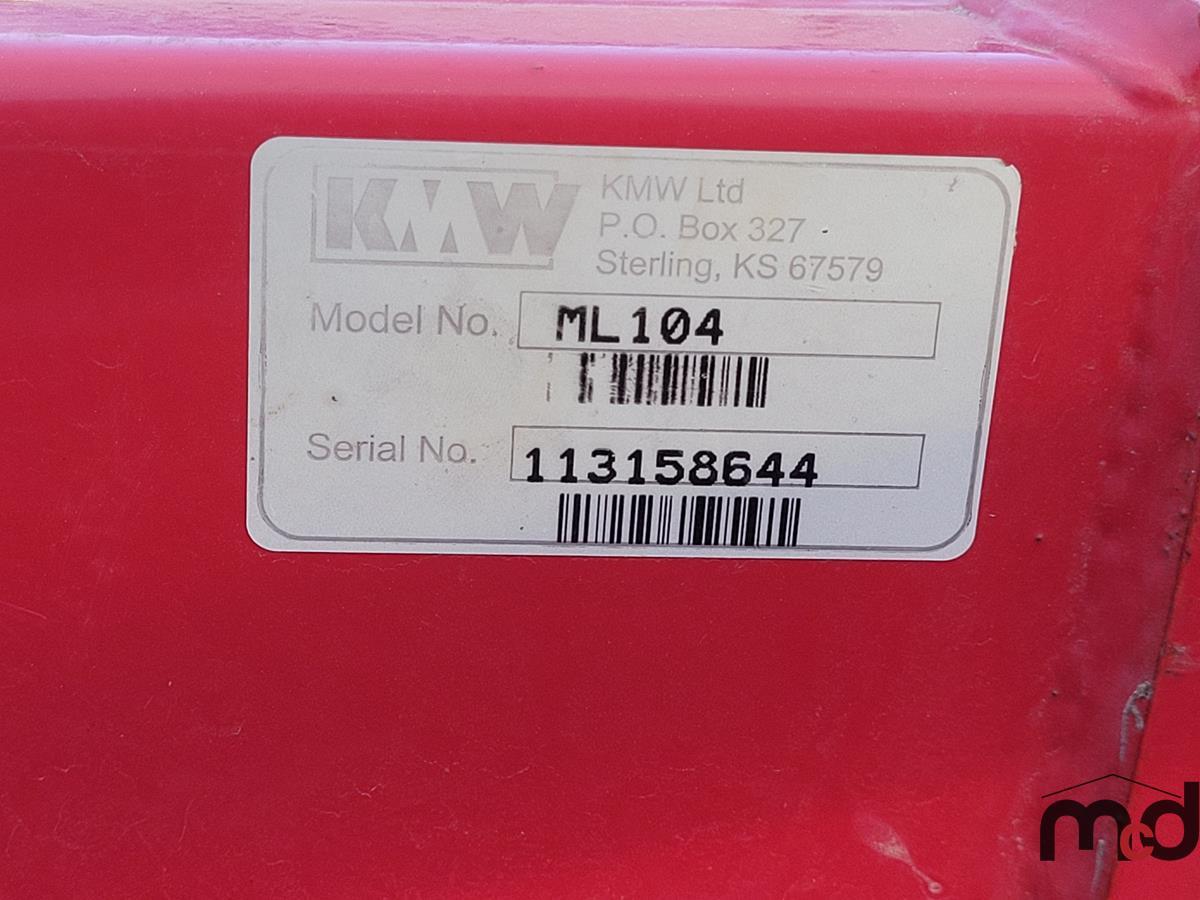 KMW
KMW Ltd
P.O. Box 327
Sterling, KS 67579
Model No. ML104
Serial No. 113158644
mcd